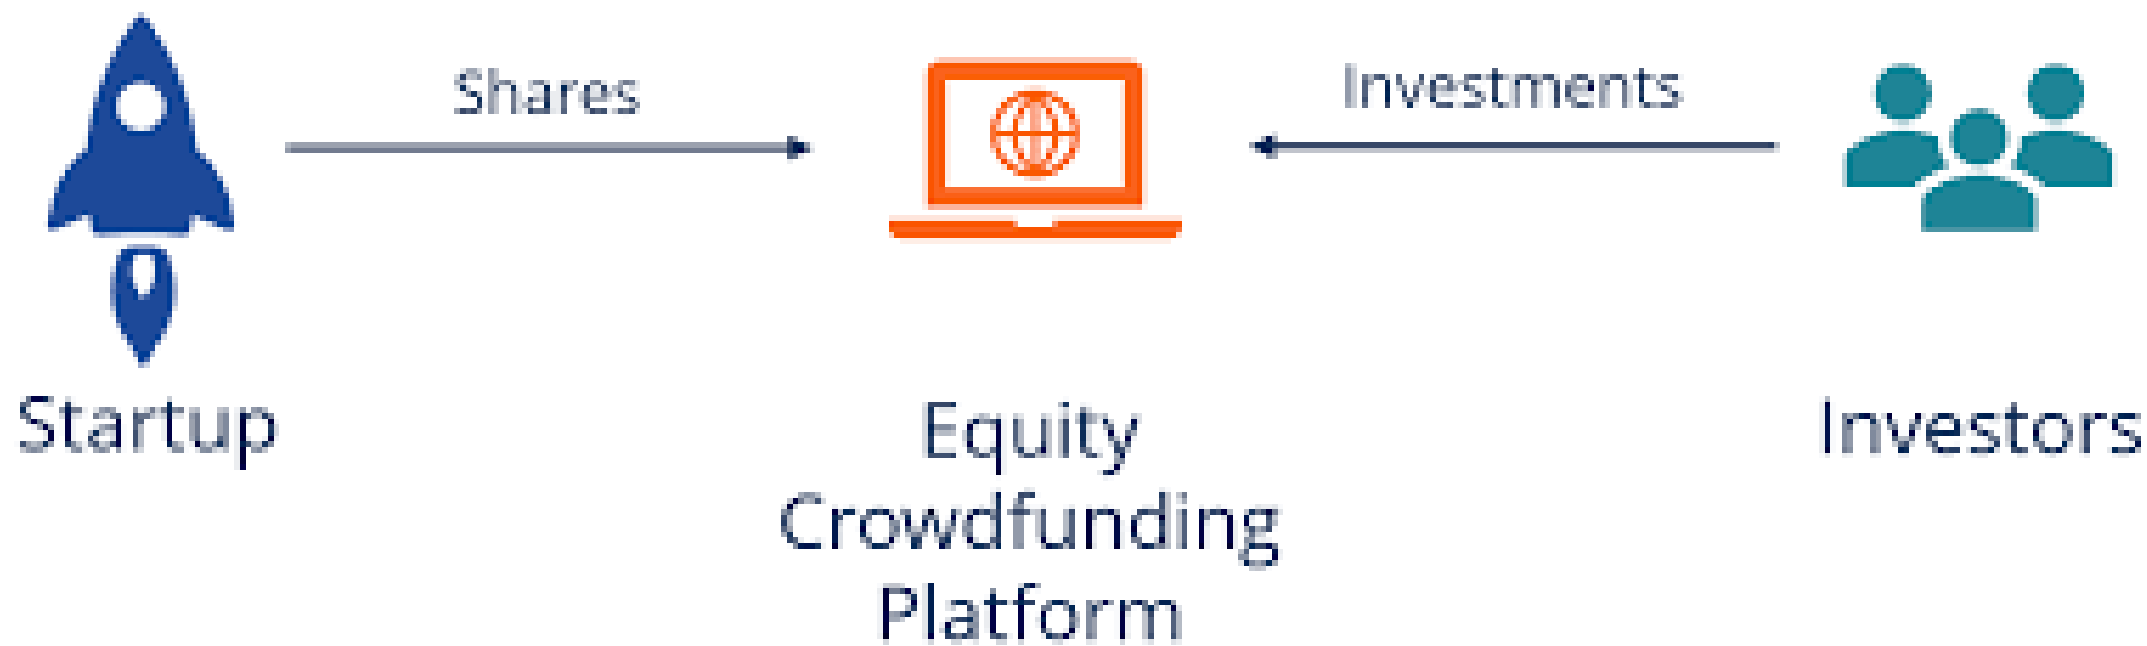 Shares
Investments
Startup
Equity
Crowdfunding
Platform
Investors